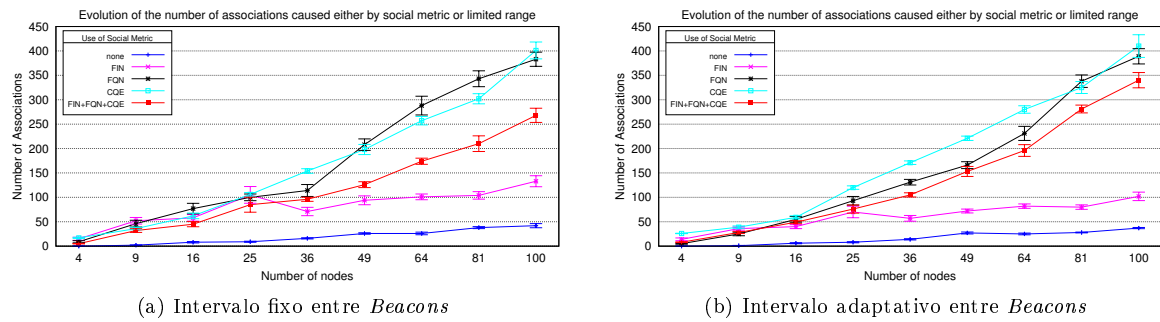 Evolution of the number of associations caused either by social metric or limited range
450
400
350
300
250
200
150
100
50
0
Number of Associations
Use of Social Metric
none
FIN
FQN
CQE
FIN+FQN+CQE
4 9 16 25 36 49 64 81 100
Number of nodes
(a) Intervalo fixo entre Beacons
Evolution of the number of associations caused either by social metric or limited range
450
400
350
300
250
200
150
100
50
0
Number of Associations
Use of Social Metric
none
FIN
FQN
CQE
FIN+FQN+CQE
4 9 16 25 36 49 64 81 100
Number of nodes
(b) Intervalo adaptativo entre Beacons